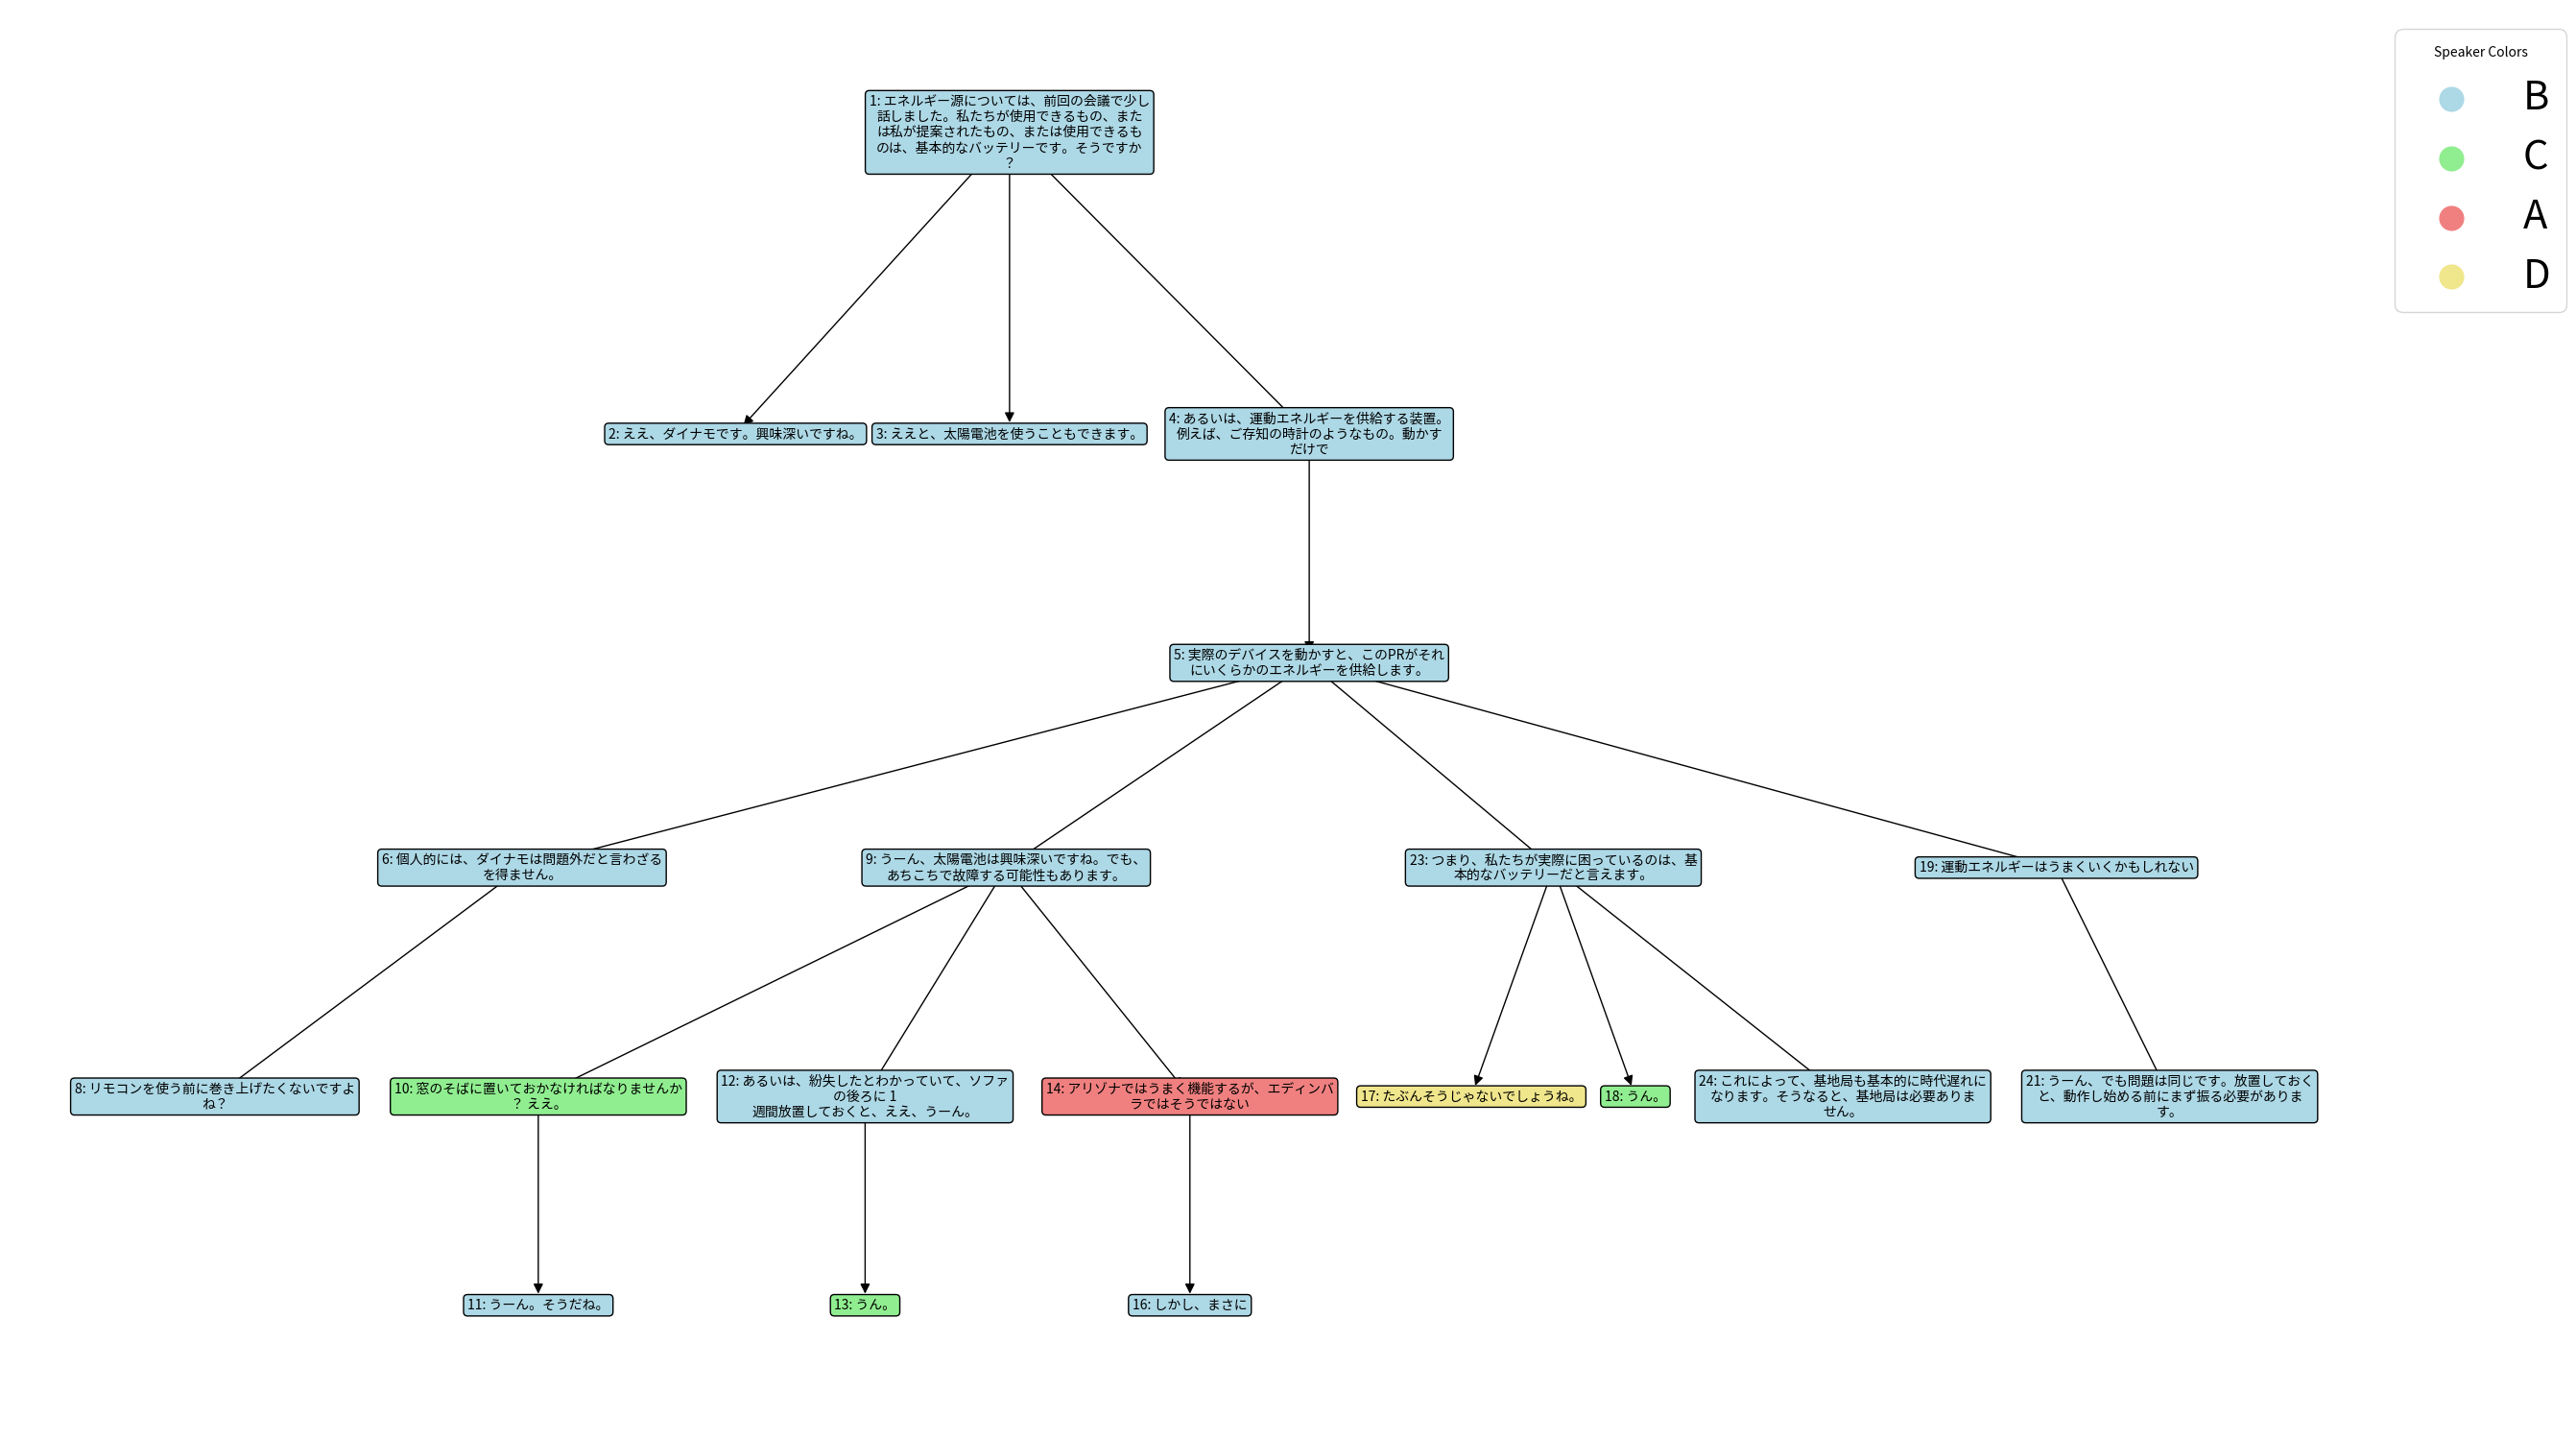 Speaker Colors
B
C
A
D
1: エネルギー源については、前回の会議で少し
話しました。私たちが使用できるもの、また
は私が提案されたもの、または使用できるも
のは、基本的なバッテリーです。そうですか
？
2: ええ、ダイナモです。興味深いですね。
3: ええと、太陽電池を使うこともできます。
4: あるいは、運動エネルギーを供給する装置。
例えば、ご存知の時計のようなもの。動かす
だけで
5: 実際のデバイスを動かすと、このPRがそれ
にいくらかのエネルギーを供給します。
6: 個人的には、ダイナモは問題外だと言わざる
を得ません。
9: うーん、太陽電池は興味深いですね。でも、
あちこちで故障する可能性もあります。
23: つまり、私たちが実際に困っているのは、基
本的なバッテリーだと言えます。
19: 運動エネルギーはうまくいくかもしれない
8: リモコンを使う前に巻き上げたくないですよ
ね？
10: 窓のそばに置いておかなければなりませんか
？ ええ。
12: あるいは、紛失したとわかっていて、ソファ
の後ろに 1
週間放置しておくと、ええ、うーん。
14: アリゾナではうまく機能するが、エディンバ
ラではそうではない
17: たぶんそうじゃないでしょうね。
18: うん。
24: これによって、基地局も基本的に時代遅れに
なります。そうなると、基地局は必要ありま
せん。
21: うーん、でも問題は同じです。放置しておく
と、動作し始める前にまず振る必要がありま
す。
11: うーん。そうだね。
13: うん。
16: しかし、まさに